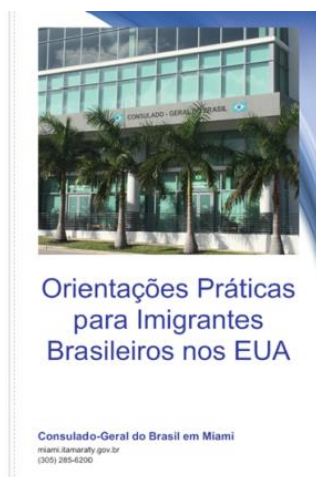 CONSULADO - GERAL DO BRASIL
Orientações Práticas
para Imigrantes
Brasileiros nos EUA
Consulado-Geral do Brasil em Miami
miami.itamaraty.gov.br
(305) 285-6200